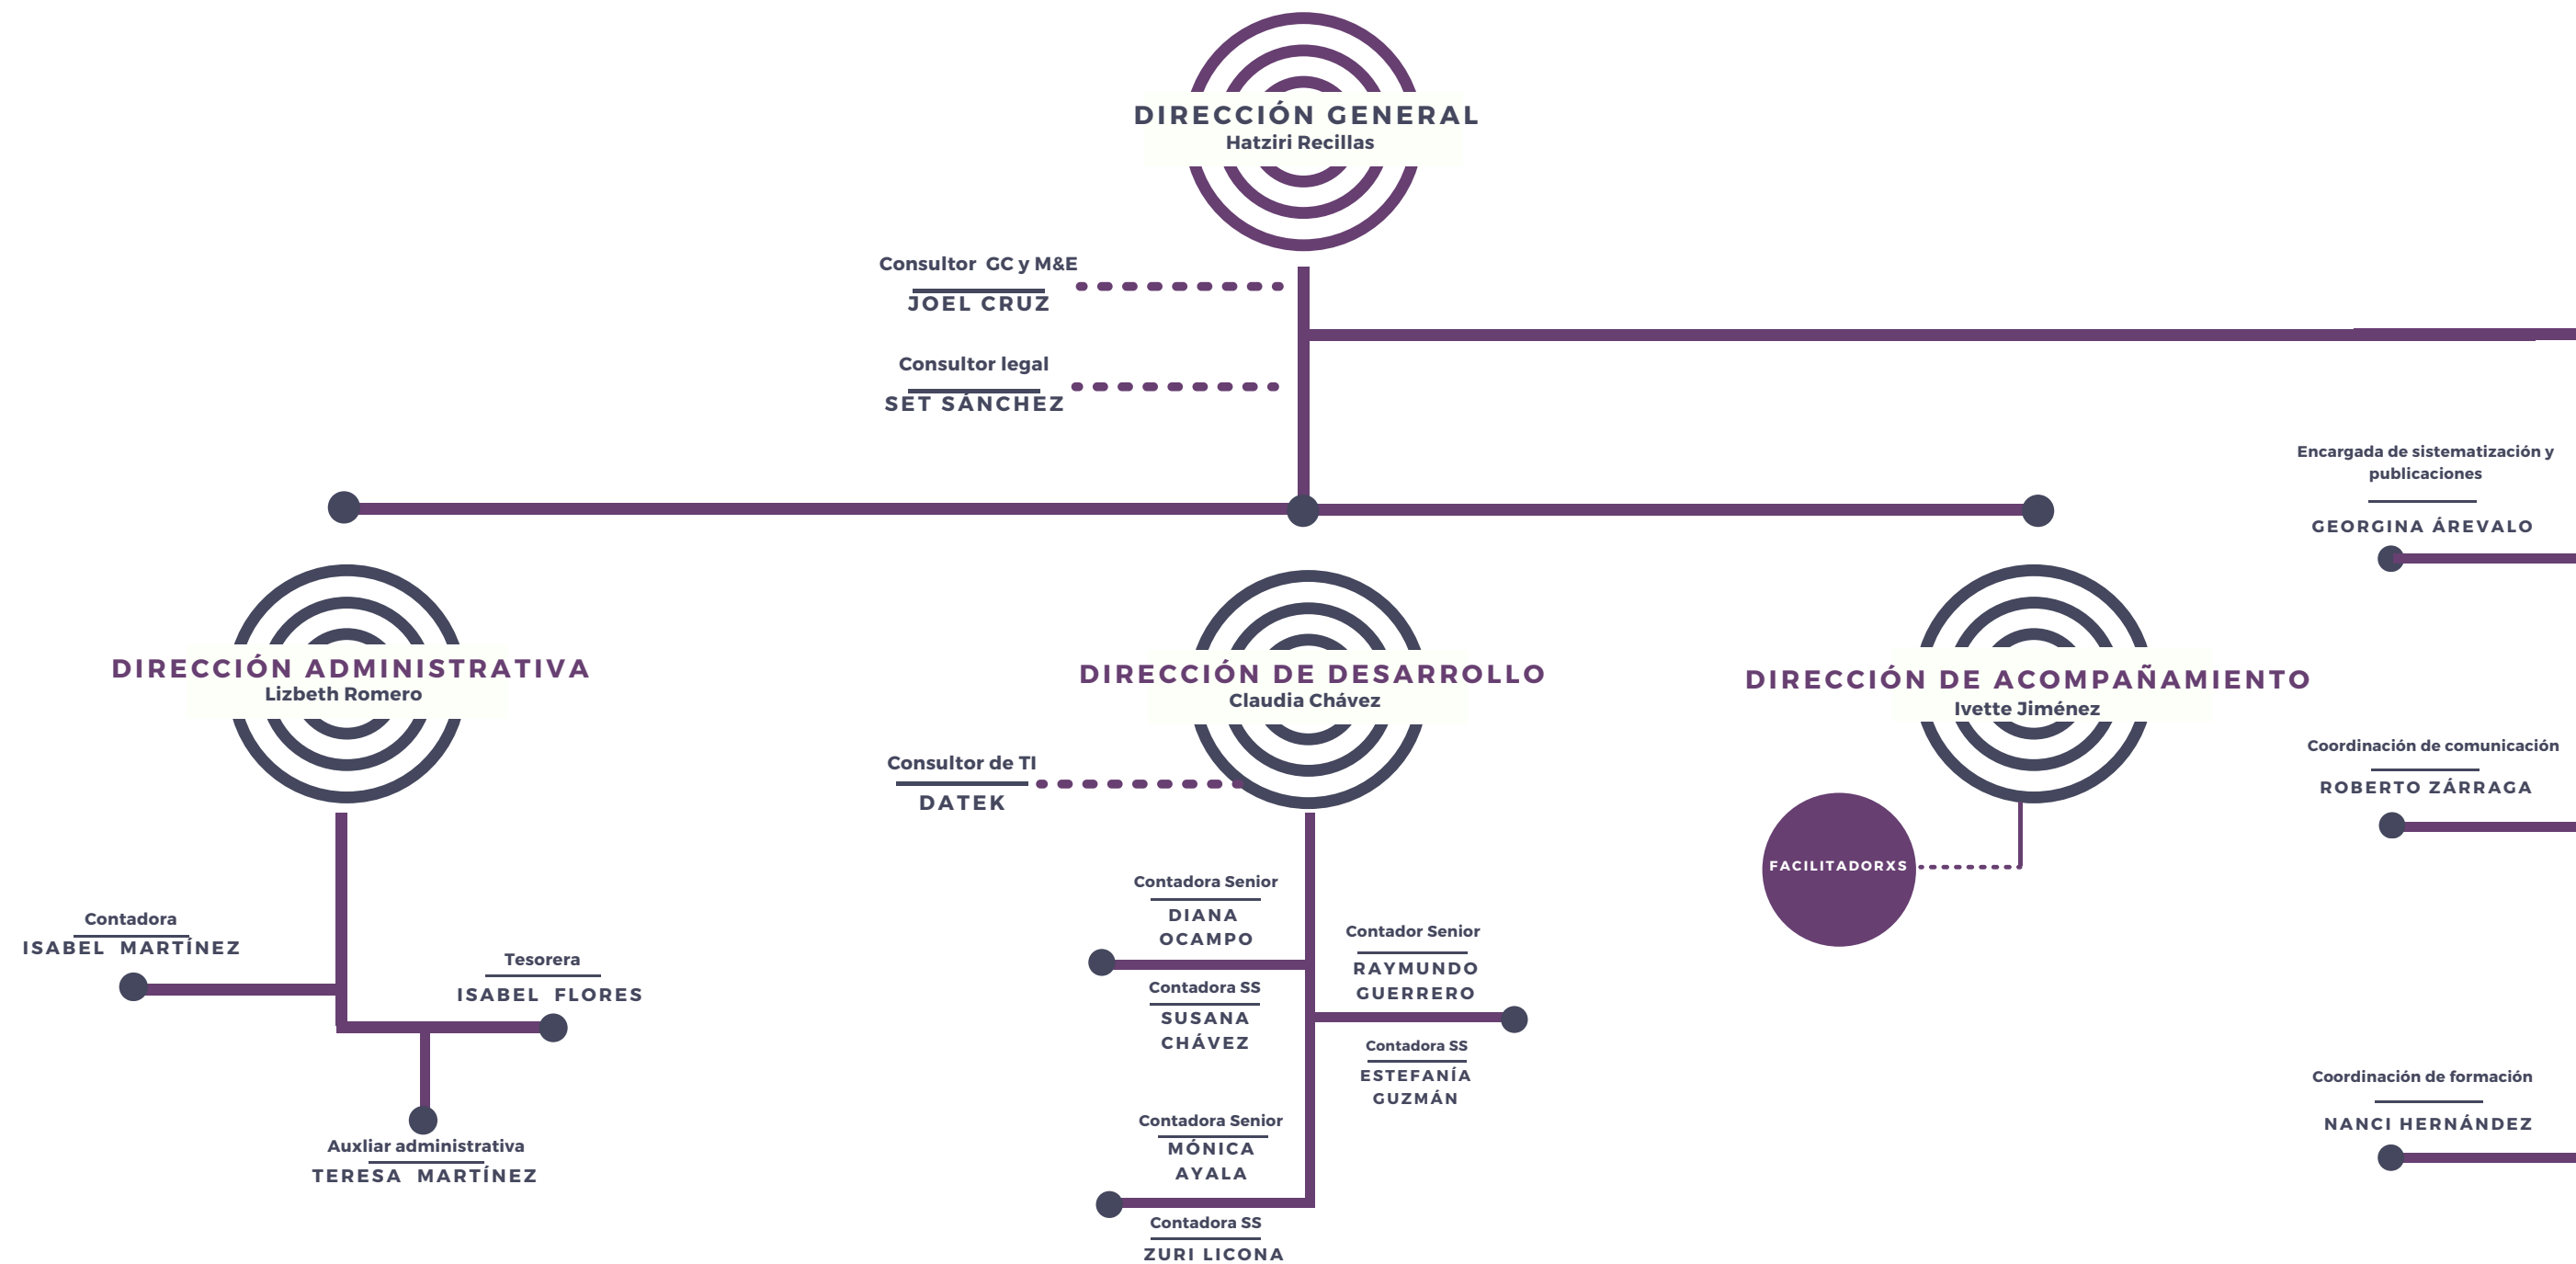 DIRECCIÓN GENERAL
Hatziri Recillas
Consultor GC y M&E
JOEL CRUZ
Consultor legal
SET SÁNCHEZ
Encargada de sistematización y
publicaciones
GEORGINA ÁREVALO
DIRECCIÓN ADMINISTRATIVA
Lizbeth Romero
DIRECCIÓN DE DESARROLLO
Claudia Chávez
DIRECCIÓN DE ACOMPAÑAMIENTO
Ivette Jiménez
Consultor de TI
DATEK
Coordinación de comunicación
ROBERTO ZÁRRAGA
FACILITADORXS
Contadora
ISABEL MARTÍNEZ
Tesorera
ISABEL FLORES
Auxliar administrativa
TERESA MARTÍNEZ
Contadora Senior
DIANA
OCAMPO
Contadora SS
SUSANA
CHÁVEZ
Contador Senior
RAYMUNDO
GUERRERO
Contadora SS
ESTEFANÍA
GUZMÁN
Contadora Senior
MÓNICA
AYALA
Contadora SS
ZURI LICONA
Coordinación de formación
NANCI HERNÁNDEZ